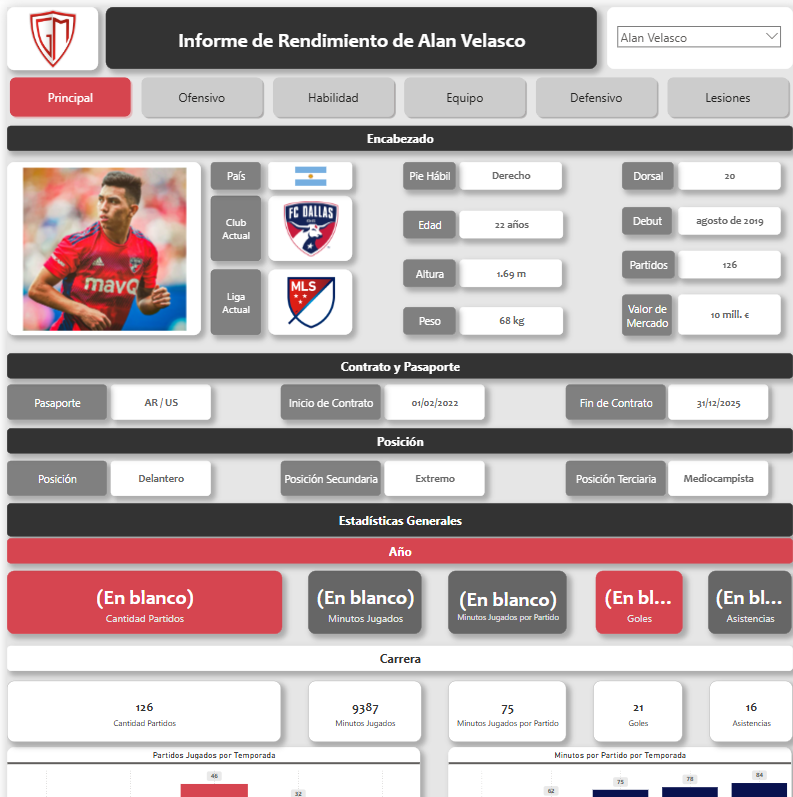 GM
Informe de Rendimiento de Alan Velasco
Alan Velasco
Principal
Ofensivo
Habilidad
Equipo
Defensivo
Lesiones
Encabezado
mavQ
País
Club
Actual
FC DALLAS
Liga
Actual
MLS
Pie Hábil
Derecho
Edad
22 años
Altura
1.69 m
Peso
68 kg
Dorsal
20
Debut
agosto de 2019
Partidos
126
Valor de
Mercado
10 mill. €
Contrato y Pasaporte
Pasaporte
AR / US
Inicio de Contrato
01/02/2022
Fin de Contrato
31/12/2025
Posición
Posición
Delantero
Posición Secundaria
Extremo
Posición Terciaria
Mediocampista
Estadísticas Generales
Año
(En blanco)
Cantidad Partidos
(En blanco)
Minutos Jugados
(En blanco)
Minutos Jugados por Partido
(En bl...
Goles
(En bl...
Asistencias
Carrera
126
Cantidad Partidos
9387
Minutos Jugados
75
Minutos Jugados por Partido
21
Goles
16
Asistencias
Partidos Jugados por Temporada
46
32
Minutos por Partido por Temporada
62
75
78
84